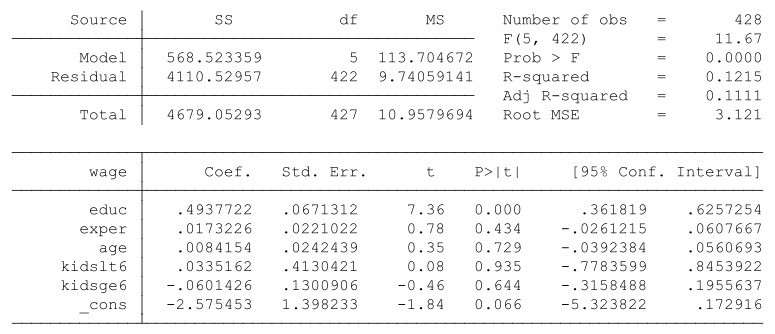 Source SS df MS Number of obs = 428
F(5, 422) = 11.67
Model 568.523359 5 113.704672 Prob > F = 0.0000
Residual 4110.52957 422 9.74059141 R-squared = 0.1215
Adj R-squared = 0.1111
Total 4679.05293 427 10.9579694 Root MSE = 3.121
wage Coef. Std. Err. t P>|t| [95% Conf. Interval]
educ .4937722 .0671312 7.36 0.000 .361819 .6257254
exper .0173226 .0221022 0.78 0.434 -.0261215 .0607667
age .0084154 .0242439 0.35 0.729 -.0392384 .0560693
kidslt6 .0335162 .4130421 0.08 0.935 -.7783599 .8453922
kidsge6 -.0601426 .1300906 -0.46 0.644 -.3158488 .1955637
_cons -2.575453 1.398233 -1.84 0.066 -5.323822 .172916